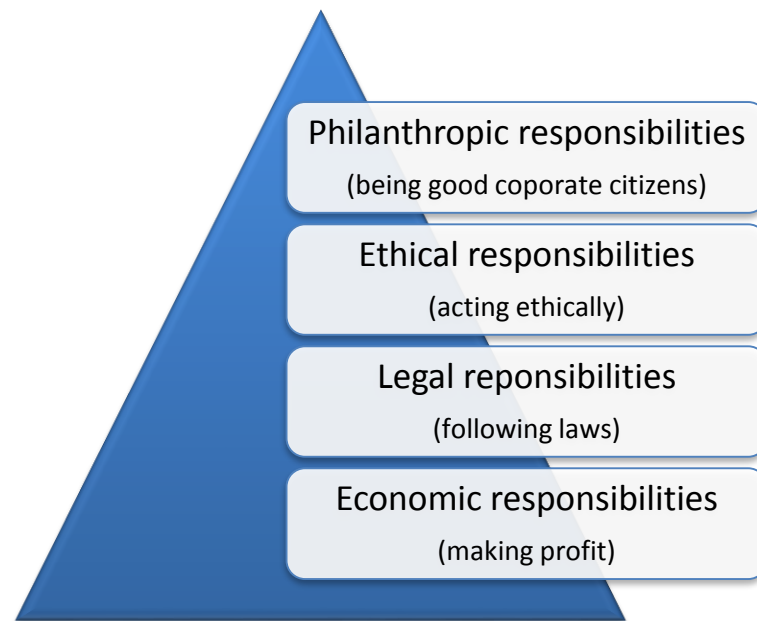 Philanthropic responsibilities
(being good coporate citizens)
Ethical responsibilities
(acting ethically)
Legal reponsibilities
(following laws)
Economic responsibilities
(making profit)